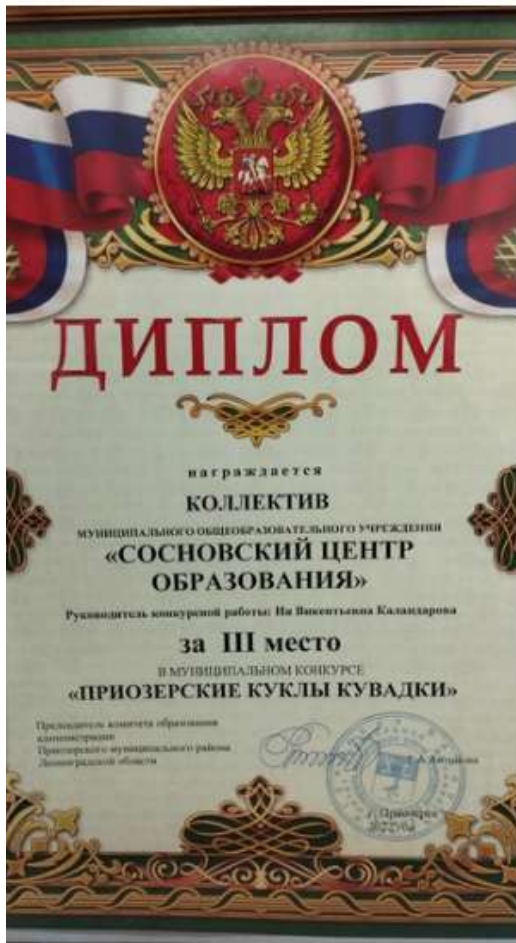 ДИПЛОМ
награждается
КОЛЛЕКТИВ
МУНИЦИПАЛЬНОГО ОБЩЕОБРАЗОВАТЕЛЬНОГО УЧРЕЖДЕНИЯ
«СОСНОВСКИЙ ЦЕНТР
ОБРАЗОВАНИЯ»
Руководитель конкурсной работы: Ия Викентьевна Каландарова
за III место
В МУНИЦИПАЛЬНОМ КОНКУРСЕ
«ПРИОЗЕРСКИЕ КУКЛЫ КУВАДКИ»
Председатель комитета образования
администрации
Приозерского муниципального района
Ленинградской области
г. Приозерск